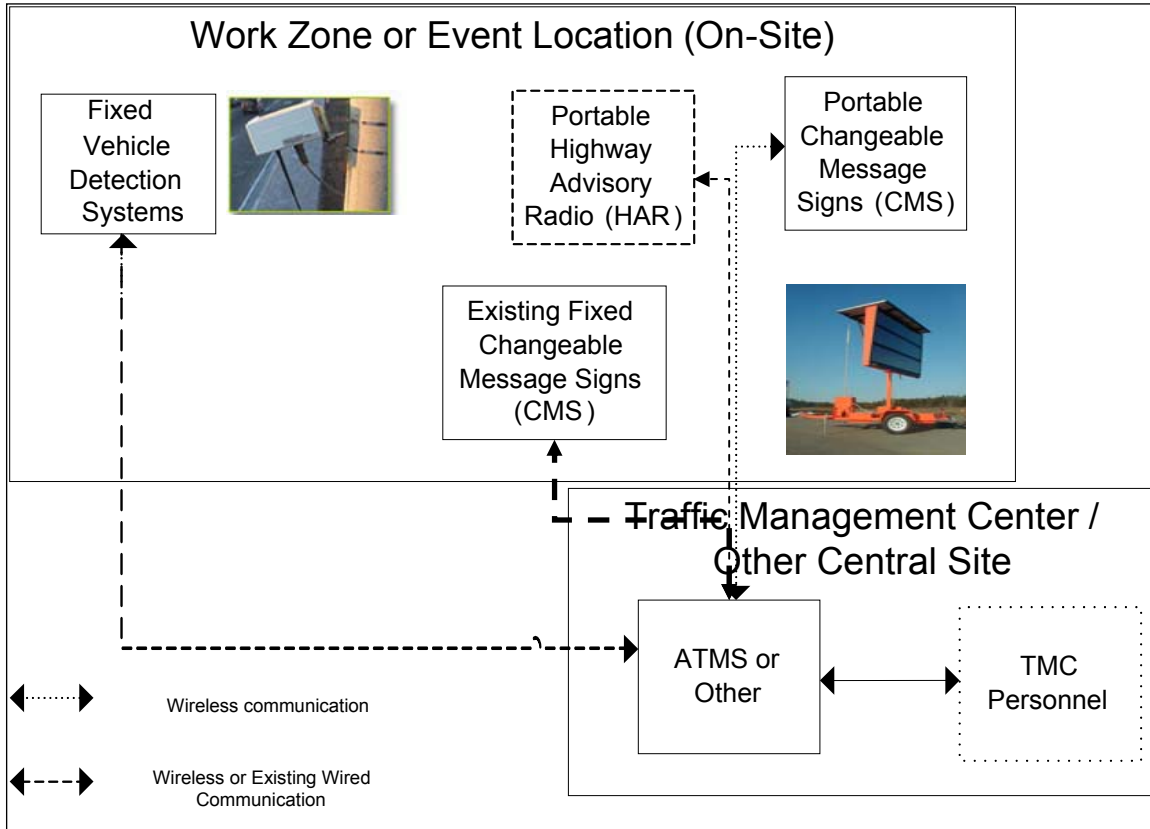 Work Zone or Event Location (On-Site)
Fixed
Vehicle
Detection
Systems
Portable
Highway
Advisory
Radio (HAR)
Portable
Changeable
Message
Signs (CMS)
Existing Fixed
Changeable
Message Signs
(CMS)
Traffic Management Center /
Other Central Site
ATMS or
Other
TMC
Personnel
Wireless communication
Wireless or Existing Wired
Communication